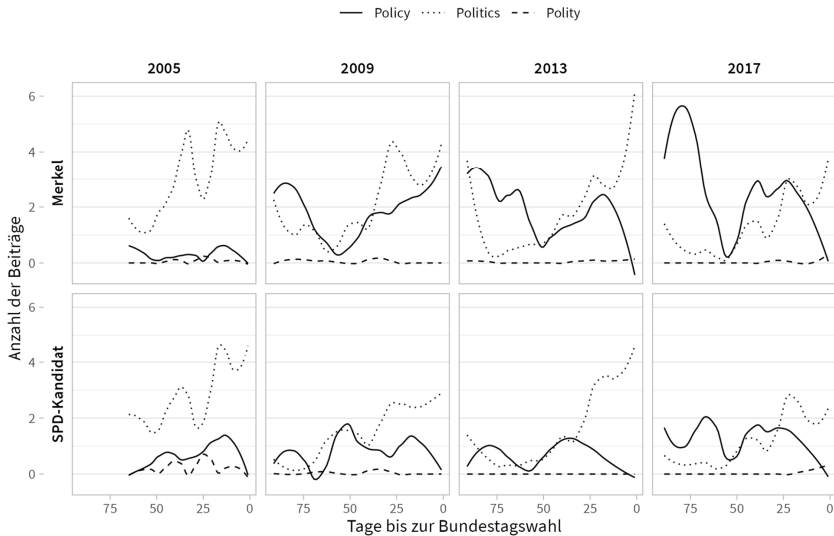 Policy Politics Polity
2005 2009 2013 2017
Anzahl der Beiträge
Merkel
6
4
2
0
SPD-Kandidat
6
4
2
0
75 50 25 0 75 50 25 0 75 50 25 0 75 50 25 0
Tage bis zur Bundestagswahl